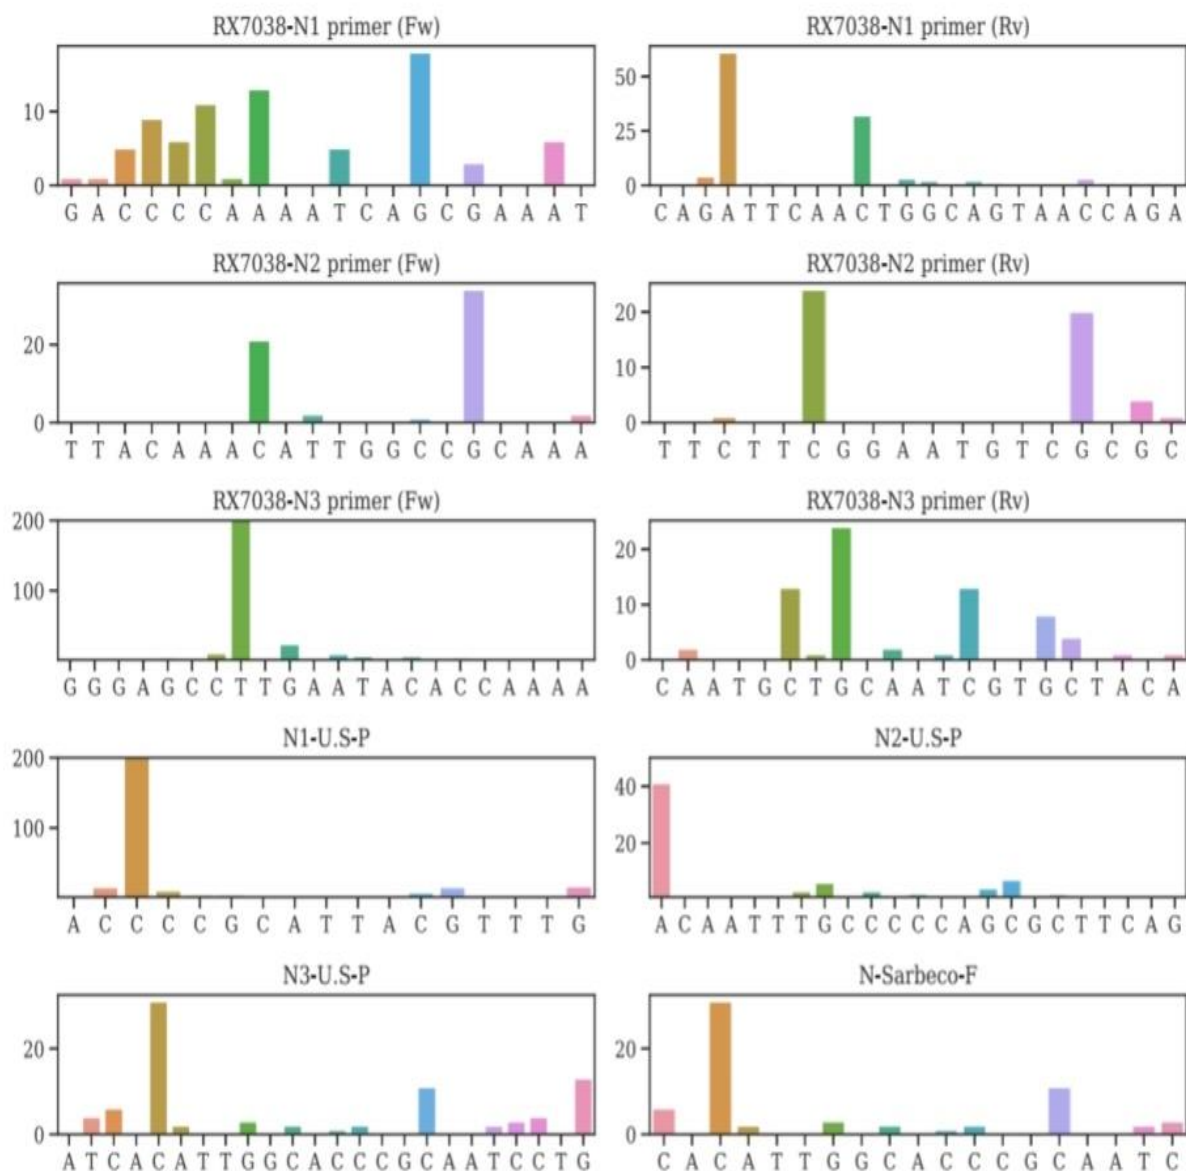 RX7038-N1 primer (Fw)
10
0
G A C C C C A A A A T C A G C G A A A T
RX7038-N1 primer (Rv)
50
25
0
C A G A T T C A A C T G G C A G T A A C C A G A
RX7038-N2 primer (Fw)
20
0
T T A C A A A C A T T G G C C G C A A A
RX7038-N2 primer (Rv)
20
10
0
T T C T T C G G A A T G T C G C G C
RX7038-N3 primer (Fw)
200
100
G G G A G C C T T G A A T A C A C C A A A A
RX7038-N3 primer (Rv)
20
10
0
C A A T G C T G C A A T C G T G C T A C A
N1-U.S-P
200
100
A C C C C G C A T T A C G T T T G
N2-U.S-P
40
20
A C A A T T T G C C C C C A G C G C T T C A G
N3-U.S-P
20
0
A T C A C A T T G G C A C C C G C A A T C C T G
N-Sarbeco-F
20
0
C A C A T T G G C A C C C G C A A T C